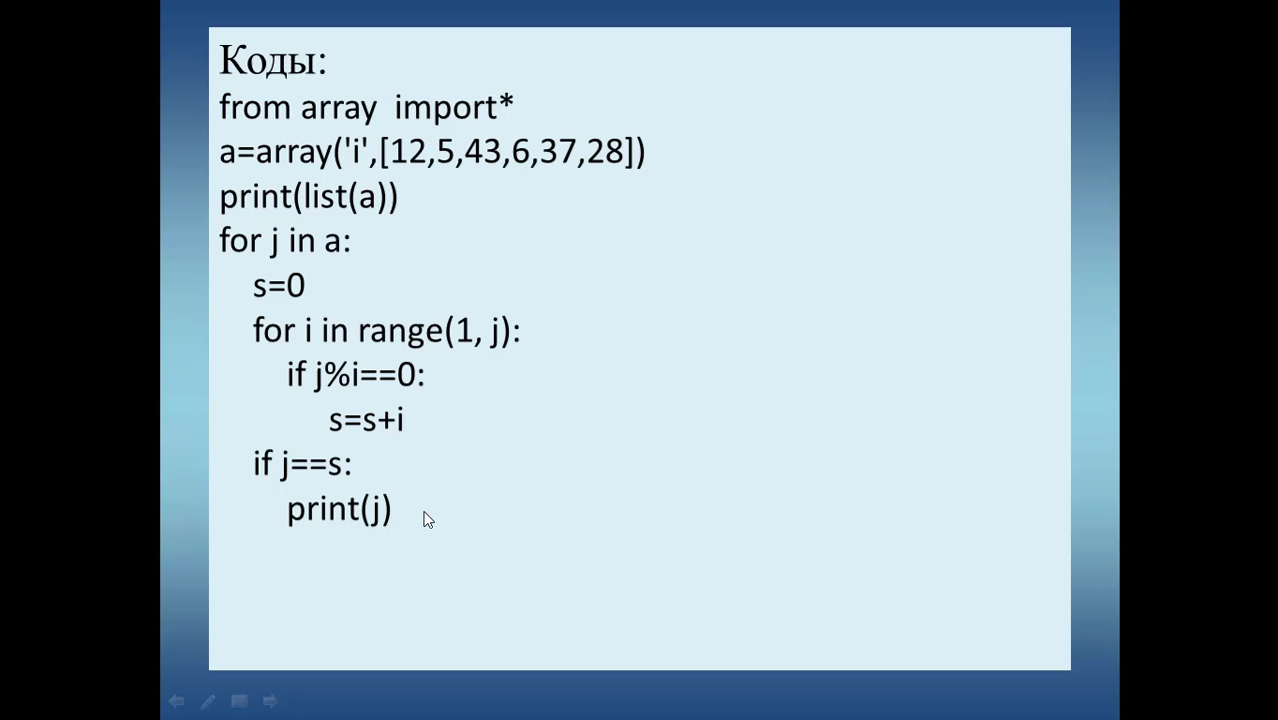 Коды:
from array  import*
a=array('i',[12,5,43,6,37,28])
print(list(a))
for j in a:
    s=0
    for i in range(1, j):
        if j%i==0:
            s=s+i
    if j==s:
        print(j)